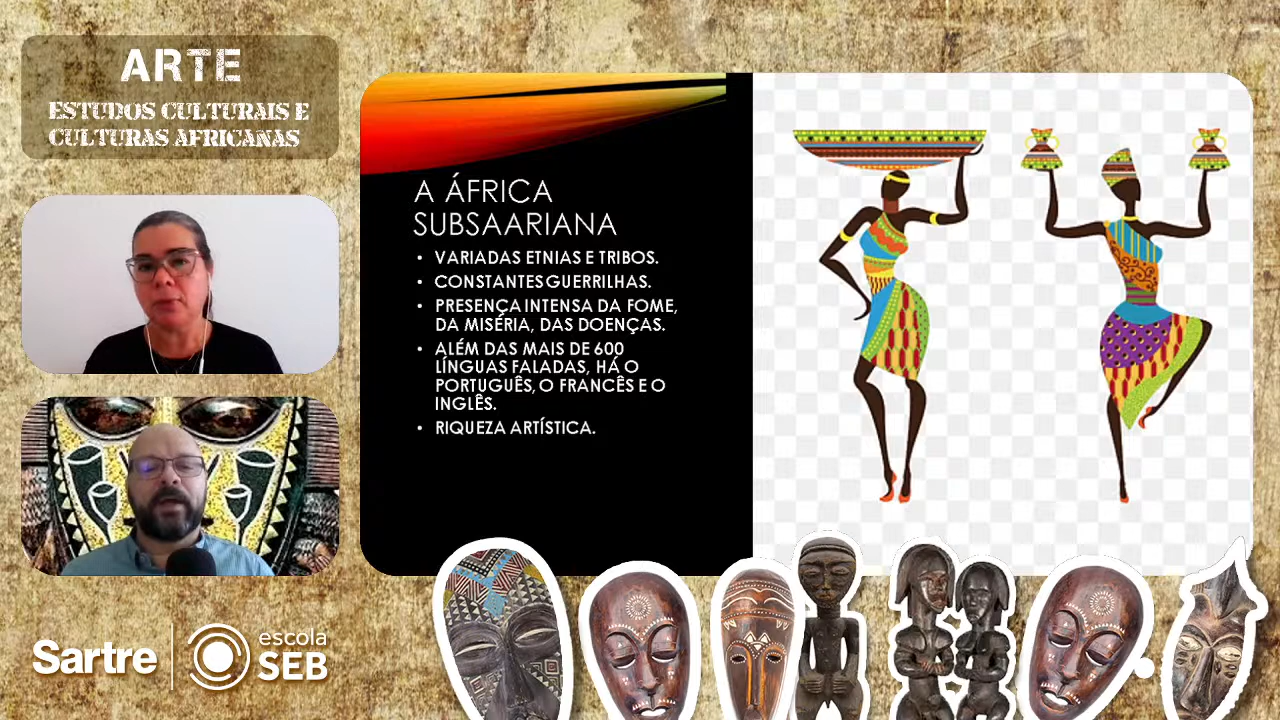 ARTE
ESTUDOS CULTURAIS E
CULTURAS AFRICANAS
A ÁFRICA
SUBSAARIANA
• VARIADAS ETNIAS E TRIBOS.
• CONSTANTES GUERRILHAS.
• PRESENÇA INTENSA DA FOME,
DA MISÉRIA, DAS DOENÇAS.
• ALÉM DAS MAIS DE 600
LÍNGUAS FALADAS, HÁ O
PORTUGUÊS, O FRANCÊS E O
INGLÊS.
• RIQUEZA ARTÍSTICA.
Sartre
escola
SEB